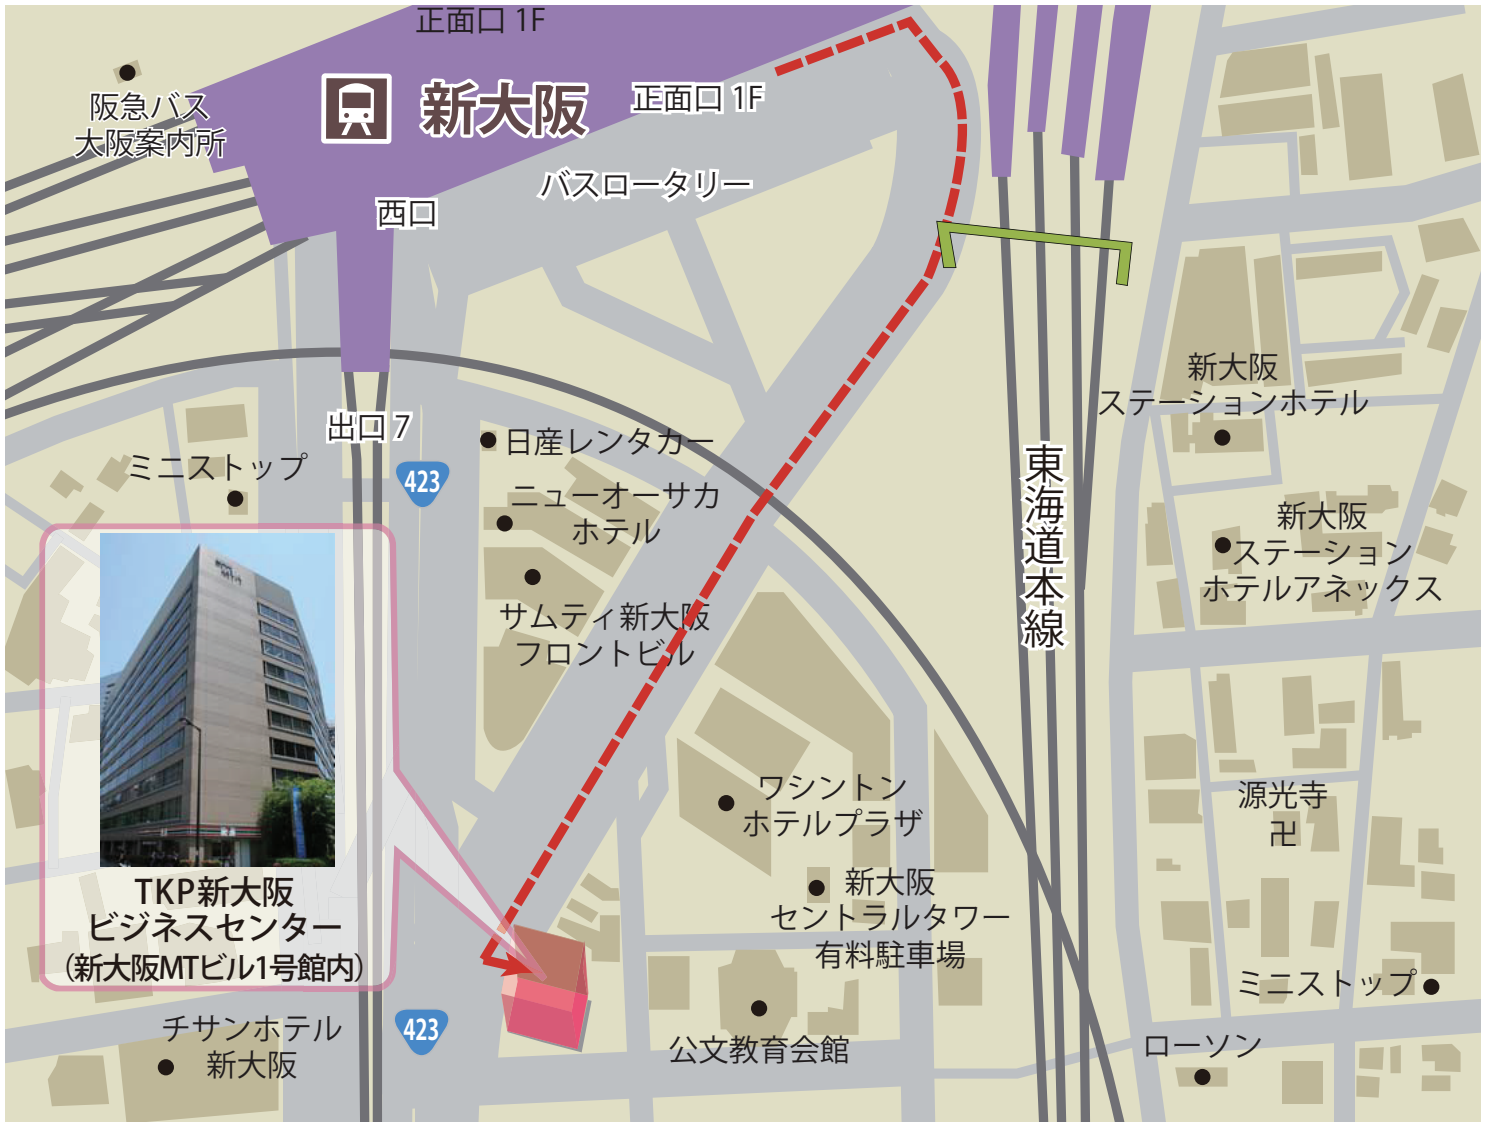 正面口 1F
新大阪
正面口 1F
阪急バス
大阪案内所
バスロータリー
西口
出口 7
日産レンタカー
ミニストップ
423
ニューオーサカ
ホテル
サムティ新大阪
フロントビル
新大阪
ステーションホテル
東海道本線
新大阪
ステーション
ホテルアネックス
ワシントン
ホテルプラザ
源光寺
卍
新大阪
セントラルタワー
有料駐車場
TKP新大阪
ビジネスセンター
(新大阪MTビル1号館内)
ミニストップ
チサンホテル
新大阪
423
公文教育会館
ローソン